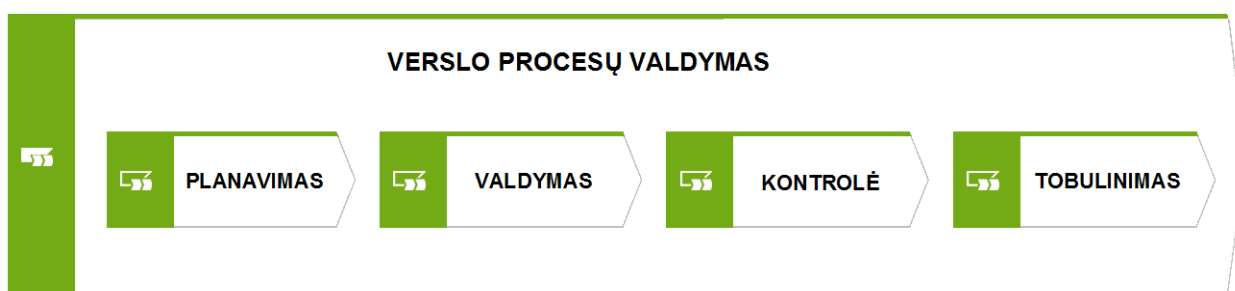 VERSLO PROCESŲ VALDYMAS
PLANAVIMAS
VALDYMAS
KONTROLĖ
TOBULINIMAS